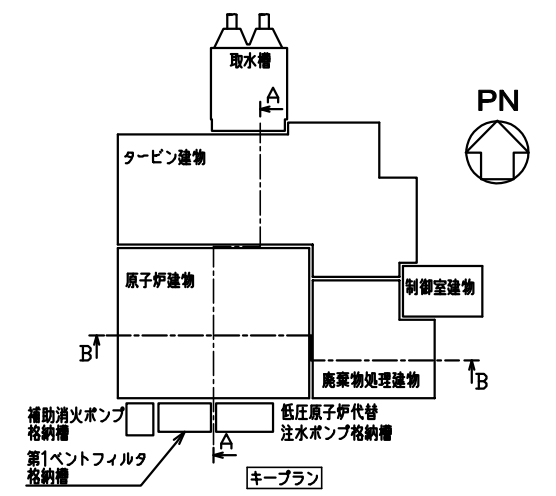 取水槽
A
PN
タービン建物
原子炉建物
制御室建物
B
廃棄物処理建物
B
補助消火ポンプ
格納槽
低圧原子炉代替
注水ポンプ格納槽
A
第1ベントフィルタ
格納槽
キープラン